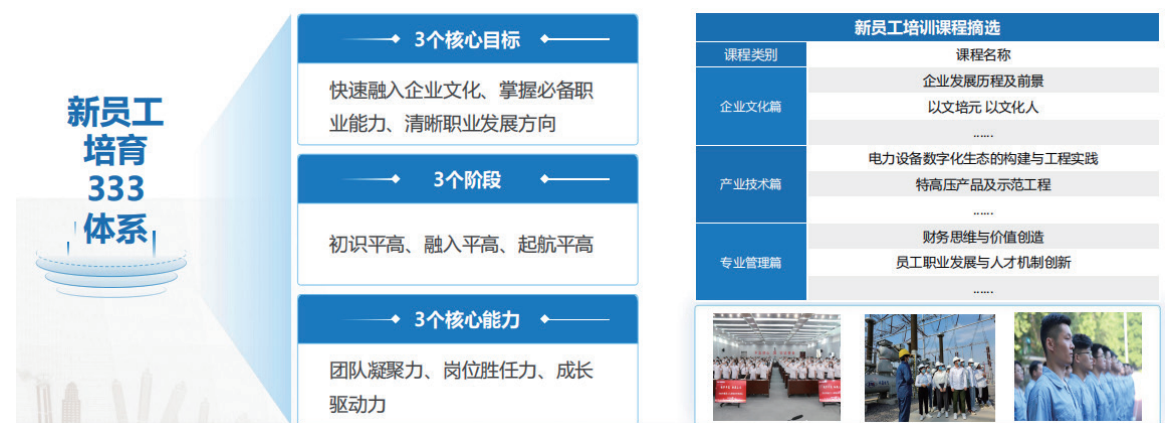 新员工
培育
333
体系
3个核心目标
快速融入企业文化、掌握必备职
业能力、清晰职业发展方向
3个阶段
初识平高、融入平高、起航平高
3个核心能力
团队凝聚力、岗位胜任力、成长
驱动力
新员工培训课程摘选
课程类别 课程名称
企业文化篇
企业发展历程及前景
以文培元 以文化人
......
产业技术篇
电力设备数字化生态的构建与工程实践
特高压产品及示范工程
......
专业管理篇
财务思维与价值创造
员工职业发展与人才机制创新
......